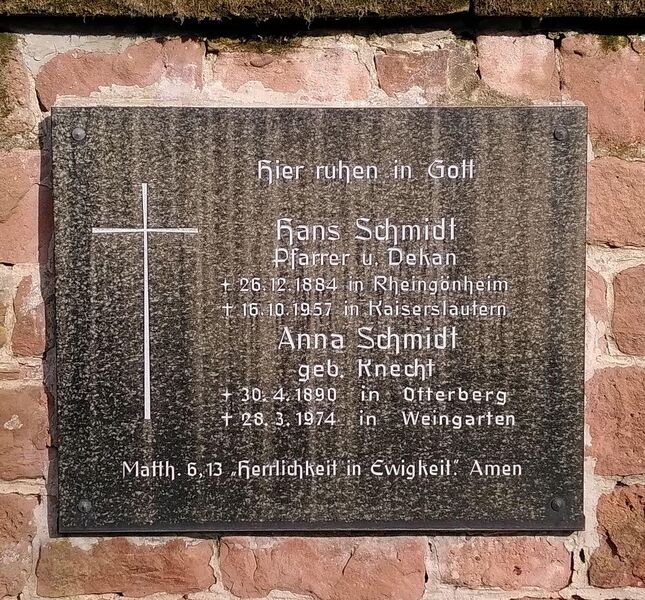 Hier ruhen in Gott
Hans Schmidt
Pfarrer u. Dekan
+ 26.12.1884 in Rheingönheim
† 16.10.1957 in Kaiserslautern
Anna Schmidt
geb. Knecht
+ 30.4.1890 in Otterberg
† 28.3.1974 in Weingarten
Matth. 6,13 „Herrlichkeit in Ewigkeit." Amen